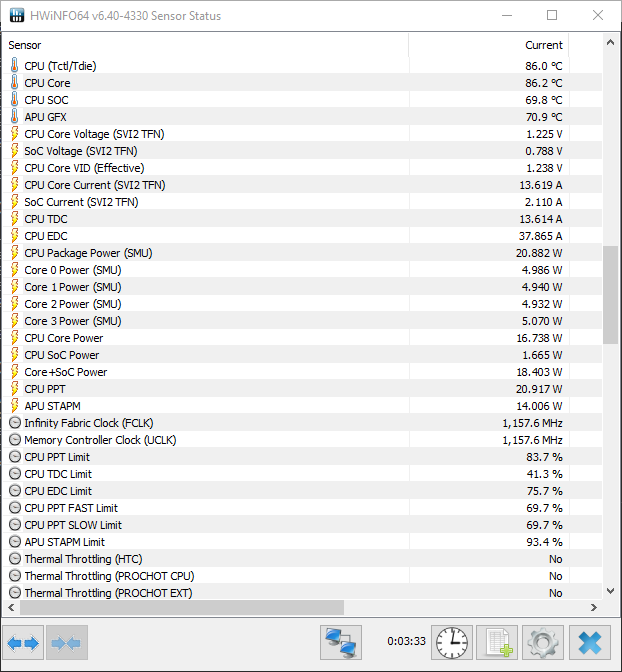 HWiNFO64 v6.40-4330 Sensor Status
Sensor Current
CPU (Tctl/Tdie) 86.0 °C
CPU Core 86.2 °C
CPU SOC 69.8 °C
APU GFX 70.9 °C
CPU Core Voltage (SVI2 TFN) 1.225 V
SoC Voltage (SVI2 TFN) 0.788 V
CPU Core VID (Effective) 1.238 V
CPU Core Current (SVI2 TFN) 13.619 A
SoC Current (SVI2 TFN) 2.110 A
CPU TDC 13.614 A
CPU EDC 37.865 A
CPU Package Power (SMU) 20.882 W
Core 0 Power (SMU) 4.986 W
Core 1 Power (SMU) 4.940 W
Core 2 Power (SMU) 4.932 W
Core 3 Power (SMU) 5.070 W
CPU Core Power 16.738 W
CPU SoC Power 1.665 W
Core+SoC Power 18.403 W
CPU PPT 20.917 W
APU STAPM 14.006 W
Infinity Fabric Clock (FCLK) 1,157.6 MHz
Memory Controller Clock (UCLK) 1,157.6 MHz
CPU PPT Limit 83.7 %
CPU TDC Limit 41.3 %
CPU EDC Limit 75.7 %
CPU PPT FAST Limit 69.7 %
CPU PPT SLOW Limit 69.7 %
APU STAPM Limit 93.4 %
Thermal Throttling (HTC) No
Thermal Throttling (PROCHOT CPU) No
Thermal Throttling (PROCHOT EXT) No
0:03:33